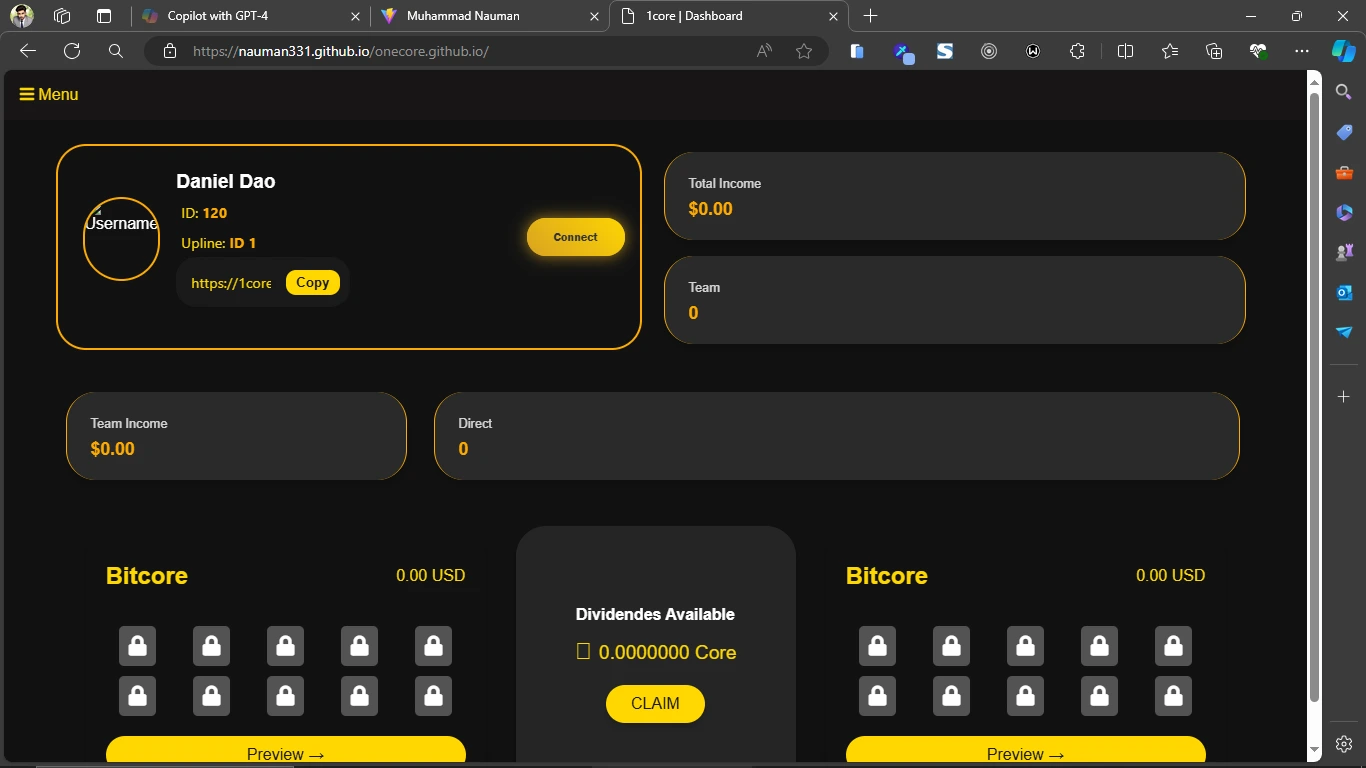 Copilot with GPT-4
Muhammad Nauman
1core | Dashboard
https://nauman331.github.io/onecore.github.io/
Menu
Daniel Dao
ID: 120
Upline: ID 1
https://1core
Copy
Connect
Username
Total Income
$0.00
Team
0
Team Income
$0.00
Direct
0
Bitcore
0.00 USD
Preview →
Dividendes Available
0.0000000 Core
CLAIM
Bitcore
0.00 USD
Preview →